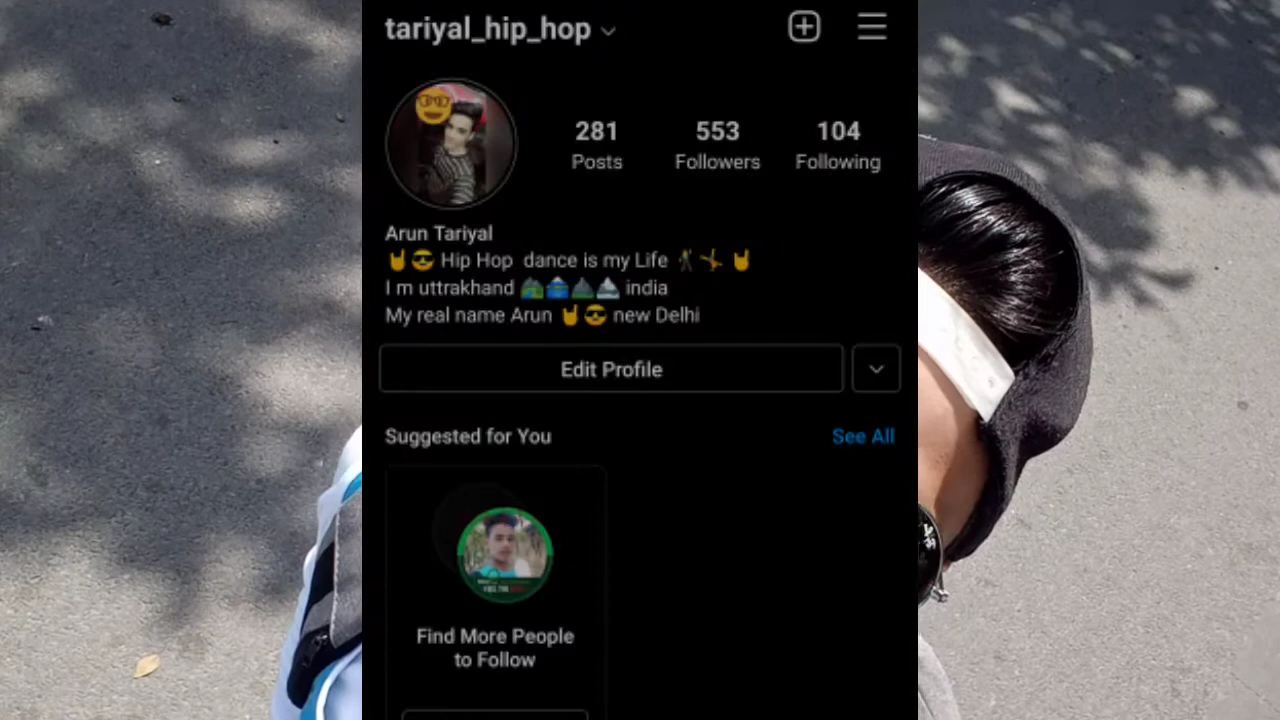 tariyal_hip_hop
281
553
104
Posts
Followers
Following
Arun Tariyal
🤘😎 Hip Hop dance is my Life 🕺🤸 🤘
I m uttrakhand 🏞️🗻⛰️🏔️ india
My real name Arun 🤘😎 new Delhi
Edit Profile
Suggested for You
See All
Find More People
to Follow